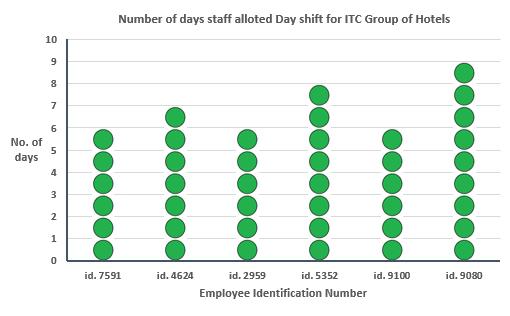 Number of days staff alloted Day shift for ITC Group of Hotels
10
9
8
7
6
5
4
3
2
1
0
No. of
days
id. 7591 id. 4624 id. 2959 id. 5352 id. 9100 id. 9080
Employee Identification Number